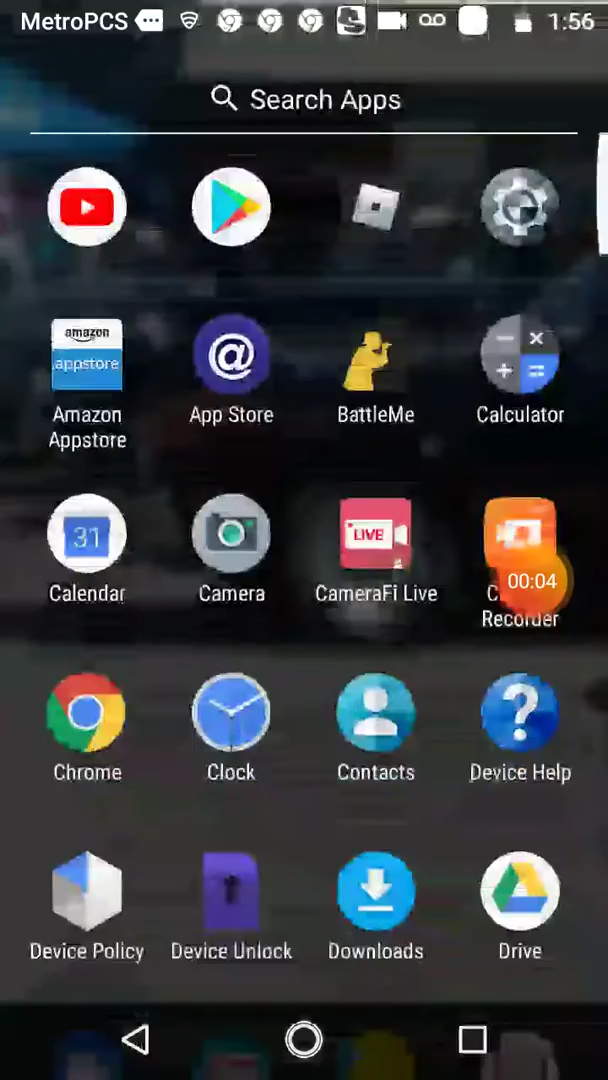 MetroPCS 1:56
Search Apps
amazon
appstore
Amazon App Store BattleMe Calculator
Appstore
31
LIVE
00:04
Calendar Camera CameraFi Live
Recorder
Chrome Clock Contacts Device Help
Device Policy Device Unlock Downloads Drive